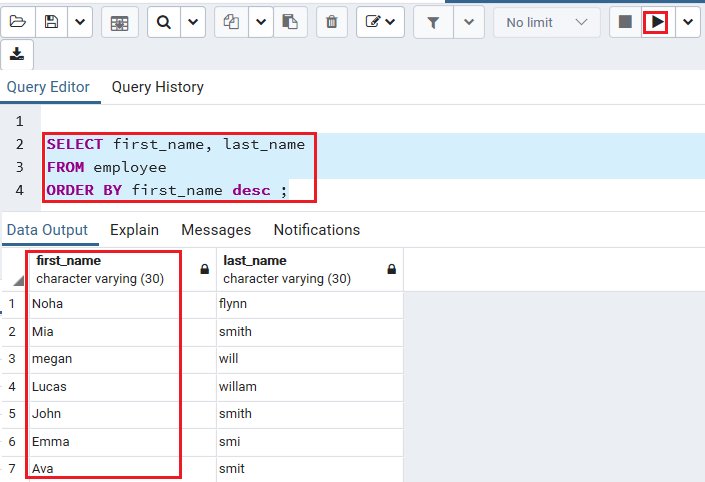 No limit
Query Editor Query History
1
2 SELECT first_name, last_name
3 FROM employee
4 ORDER BY first_name desc ;
Data Output Explain Messages Notifications
first_name last_name
character varying (30) character varying (30)
1 Noha flynn
2 Mia smith
3 megan will
4 Lucas willam
5 John smith
6 Emma smi
7 Ava smit